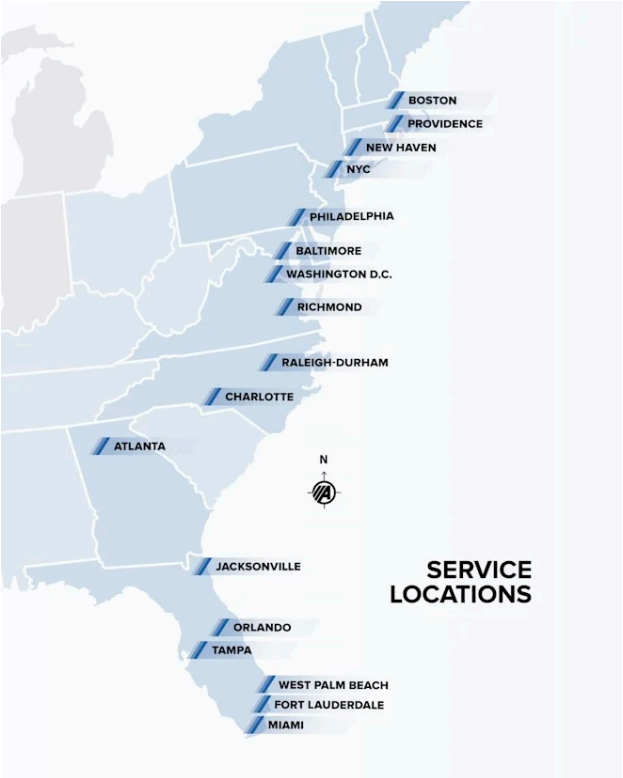 BOSTON
PROVIDENCE
NEW HAVEN
NYC
PHILADELPHIA
BALTIMORE
WASHINGTON D.C.
RICHMOND
RALEIGH-DURHAM
CHARLOTTE
ATLANTA
N
A
JACKSONVILLE
SERVICE
LOCATIONS
ORLANDO
TAMPA
WEST PALM BEACH
FORT LAUDERDALE
MIAMI